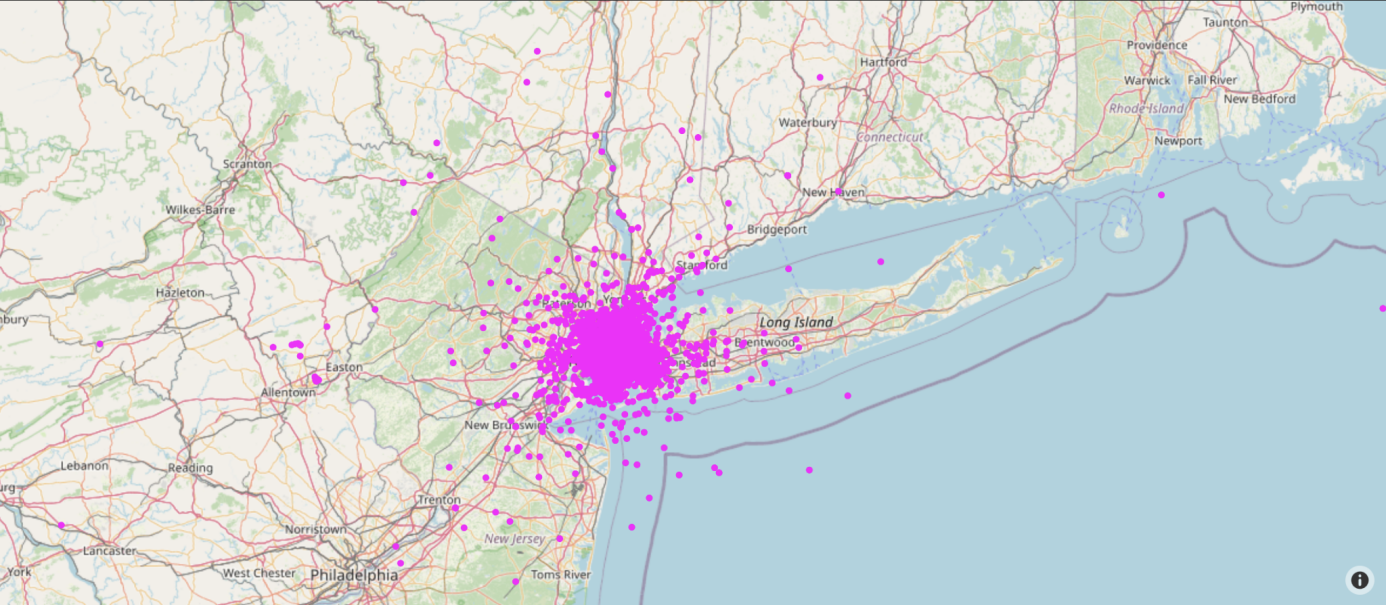 Plymouth
Taunton
Providence
Hartford
Warwick
Fall River
New Bedford
Rhode Island
Waterbury
Connecticut
Newport
Scranton
New Haven
Wilkes-Barre
Bridgeport
Stamford
Hazleton
Long Island
Brentwood
Easton
Allentown
New Brunswick
Lebanon
Reading
Trenton
Norristown
New Jersey
Lancaster
York
West Chester
Philadelphia
Toms River